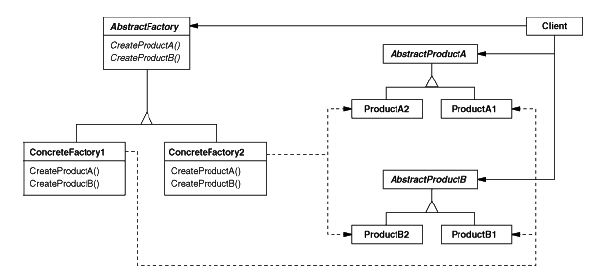 AbstractFactory
CreateProductA()
CreateProductB()
Client
AbstractProductA
ProductA2
ProductA1
ConcreteFactory1
CreateProductA()
CreateProductB()
ConcreteFactory2
CreateProductA()
CreateProductB()
AbstractProductB
ProductB2
ProductB1